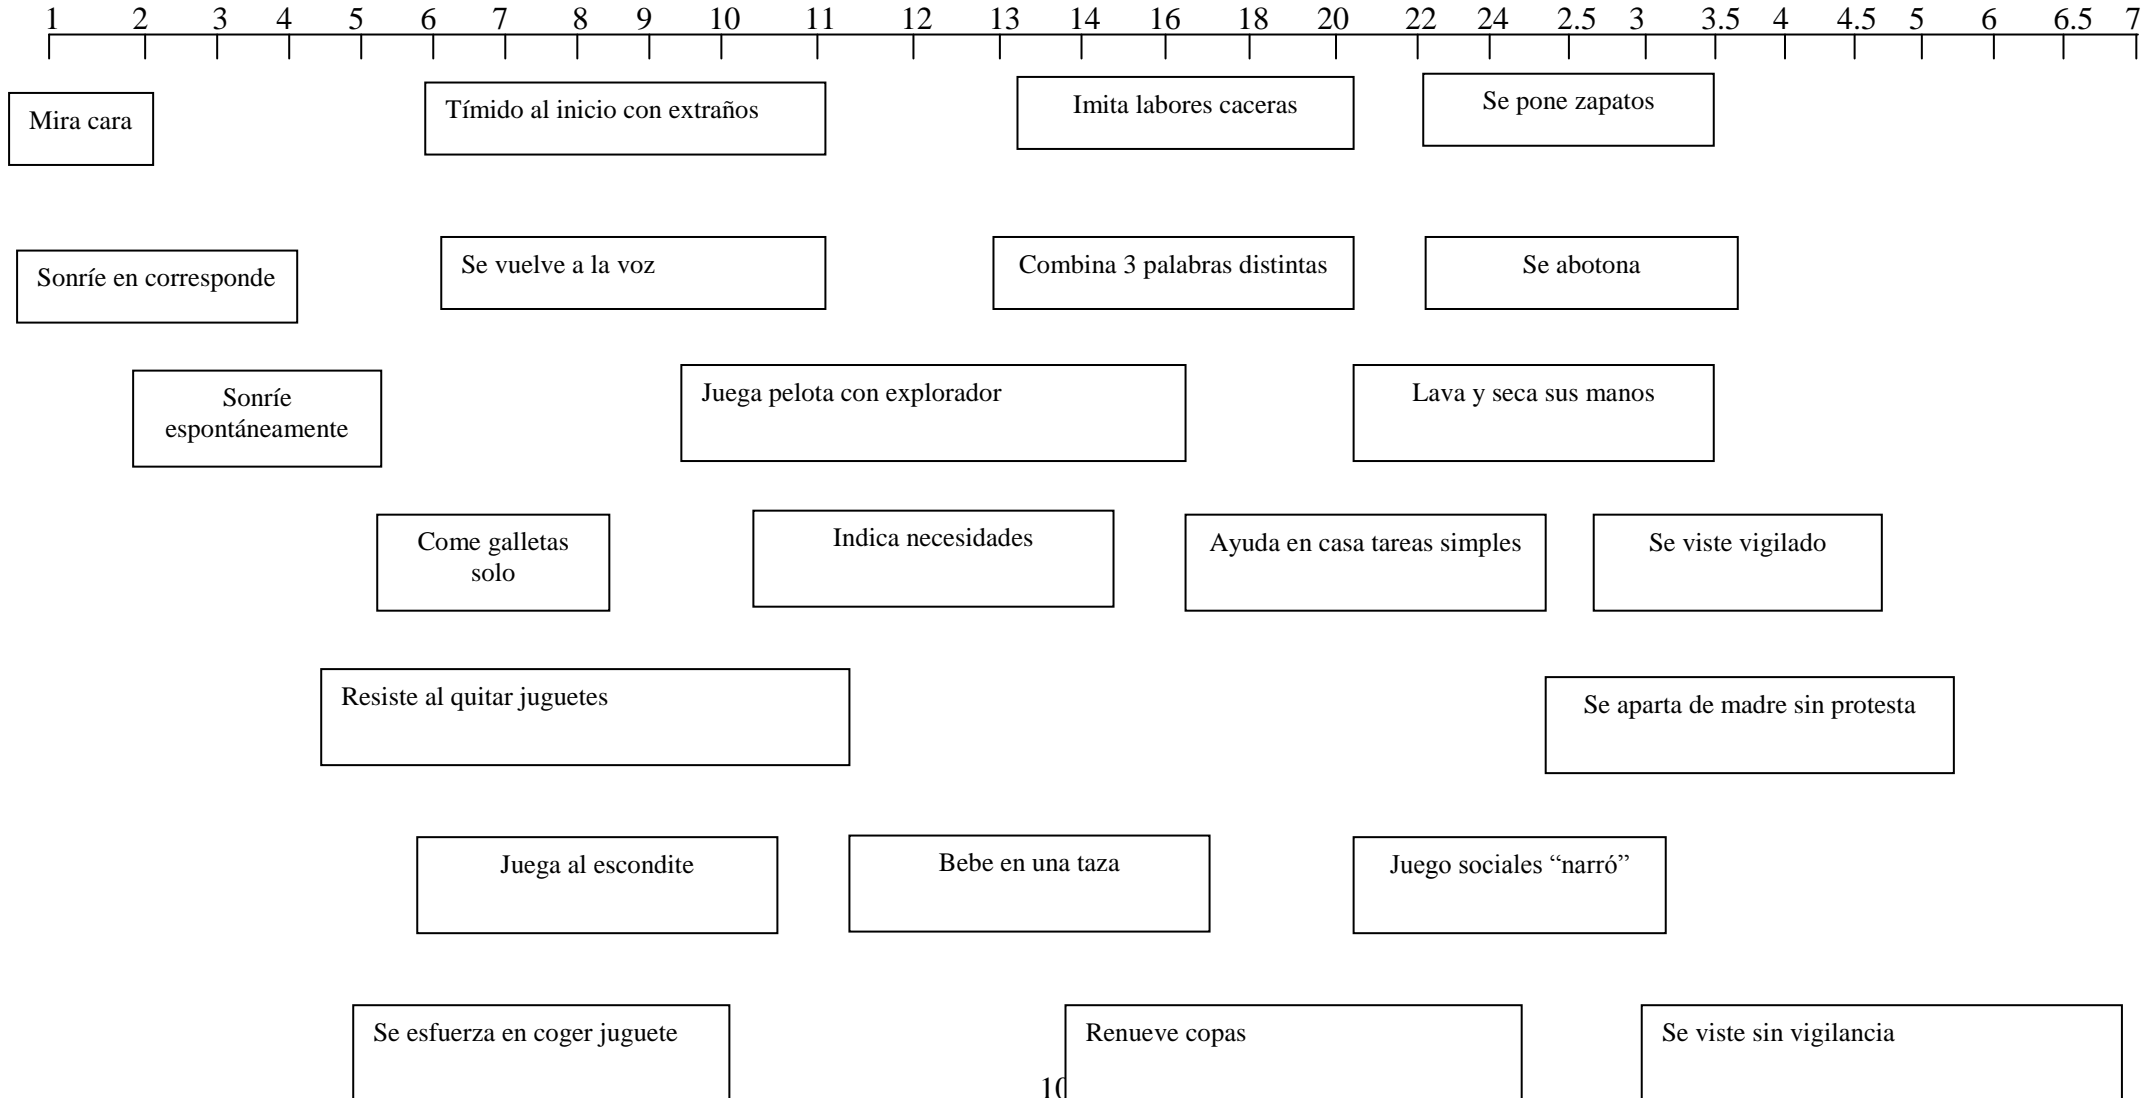 1 2 3 4 5 6 7 8 9 10 11 12 13 14 16 18 20 22 24 2.5 3 3.5 4 4.5 5 6 6.5 7
Mira cara
Tímido al inicio con extraños
Imita labores caceras
Se pone zapatos
Sonríe en corresponde
Se vuelve a la voz
Combina 3 palabras distintas
Se abotona
Sonríe
espontáneamente
Juega pelota con explorador
Lava y seca sus manos
Come galletas
solo
Indica necesidades
Ayuda en casa tareas simples
Se viste vigilado
Resiste al quitar juguetes
Se aparta de madre sin protesta
Juega al escondite
Bebe en una taza
Juego sociales “narró”
Se esfuerza en coger juguete
Renueve copas
Se viste sin vigilancia
10